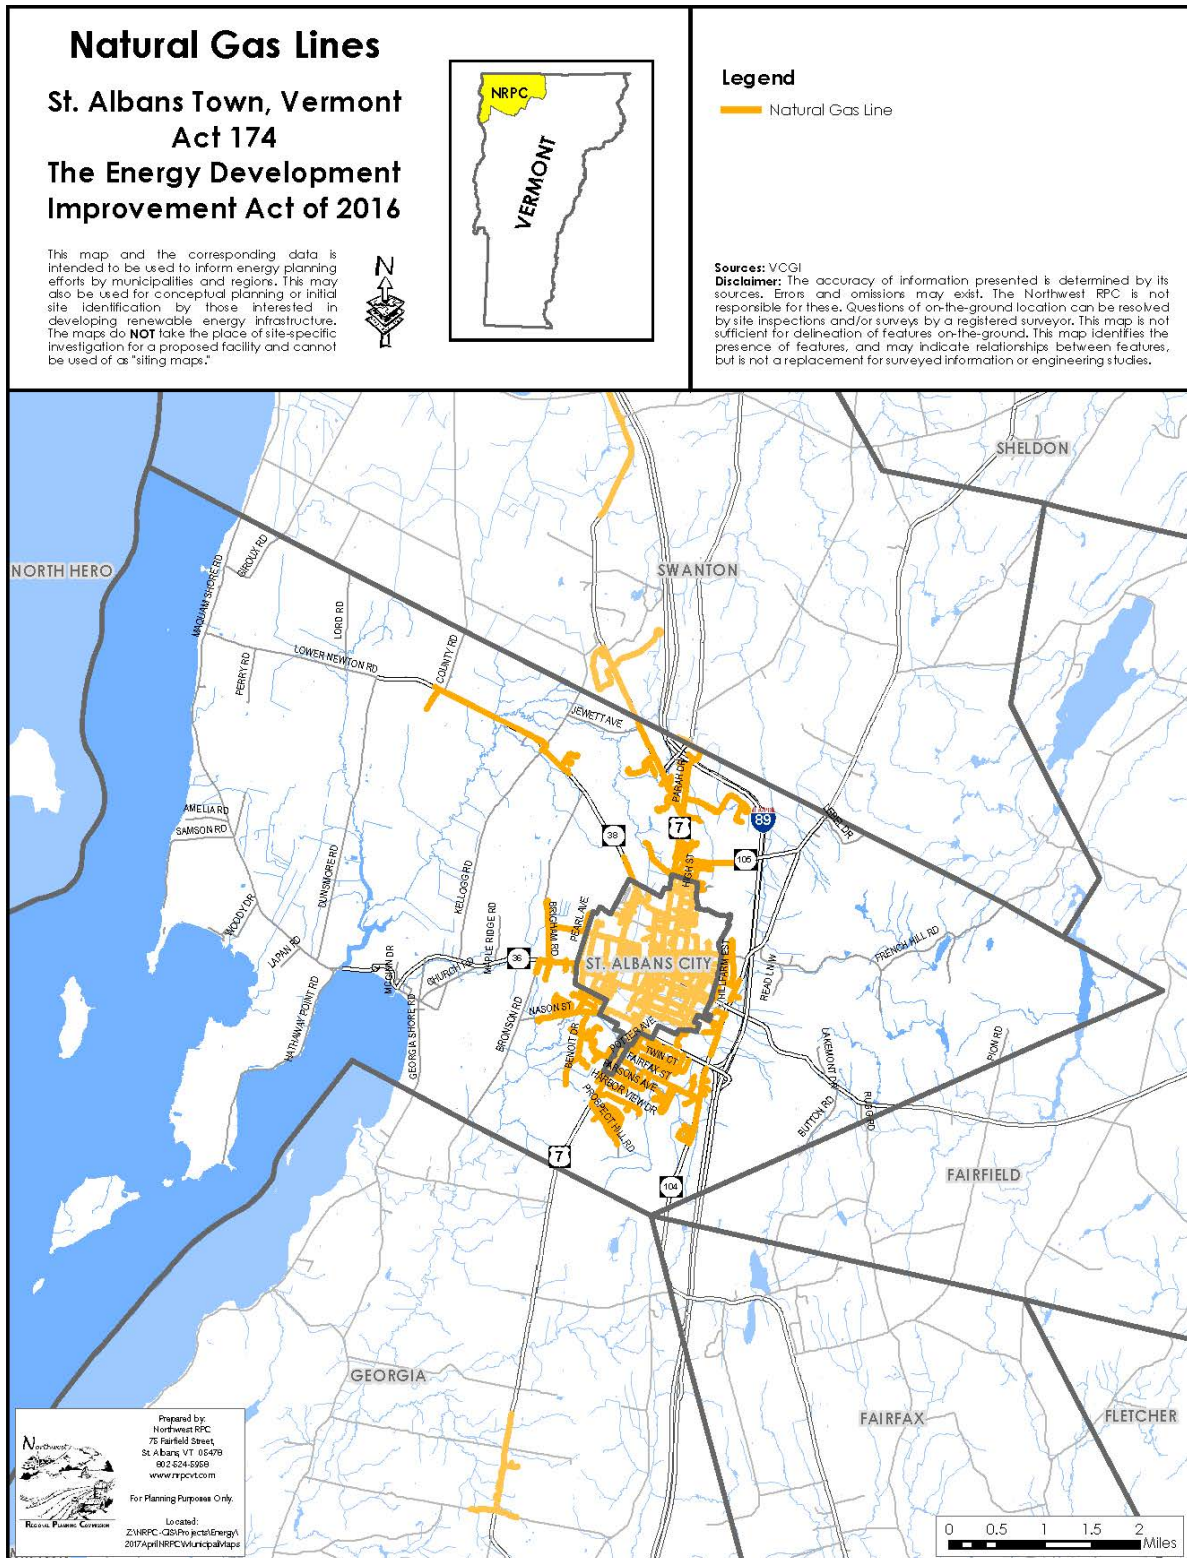 Natural Gas Lines
St. Albans Town, Vermont
Act 174
The Energy Development
Improvement Act of 2016
This map and the corresponding data is
intended to be used to inform energy planning
efforts by municipalities and regions. This may
also be used for conceptual planning or initial
site identification by those interested in
developing renewable energy infrastructure.
The maps do NOT take the place of site-specific
investigation for a proposed facility and cannot
be used of as "siting maps."
N
NRPC
VERMONT
Legend
Natural Gas Line
Sources: VCGI
Disclaimer: The accuracy of information presented is determined by its
sources. Errors and omissions may exist. The Northwest RPC is not
responsible for these. Questions of on-the-ground location can be resolved
by site inspections and/or surveys by a registered surveyor. This map is not
sufficient for delineation of features on-the-ground. This map identifies the
presence of features, and may indicate relationships between features,
but is not a replacement for surveyed information or engineering studies.
SHELDON
NORTH HERO
SWANTON
MAQUAM SHORE RD
GIROUX RD
LORD RD
LOWER NEWTON RD
COUNTY RD
PERRY RD
JEWETT AVE
PARAH DR
89
7
38
105
HIGH ST
AMELIA RD
SAMSON RD
DUNSMORE RD
KELLOGG RD
WOODY DR
LAPAN RD
MAPLE RIDGE RD
BRIGHAM RD
PEARL AVE
36
CHURCH RD
MCGINN DR
ST. ALBANS CITY
HILL FARM EST
READ LN W
FRENCH HILL RD
HATHAWAY POINT RD
GEORGIA SHORE RD
BRONSON RD
NASON ST
BENOIT DR
POTTER AVE
TWIN CT
FAIRFAX ST
PARSONS AVE
HARBOR VIEW DR
PROSPECT HILL RD
LAKEMONT DR
PION RD
BUTTON RD
RUGG RD
7
104
FAIRFIELD
GEORGIA
FAIRFAX
FLETCHER
Northwest
REGIONAL PLANNING COMMISSION
Prepared by:
Northwest RPC
75 Fairfield Street,
St. Albans, VT 05478
802-524-5958
www.nrpcvt.com
For Planning Purposes Only.
Located:
Z:\NRPC-GIS\Projects\Energy\
2017AprilNRPC\MunicipalMaps
0 0.5 1 1.5 2
Miles